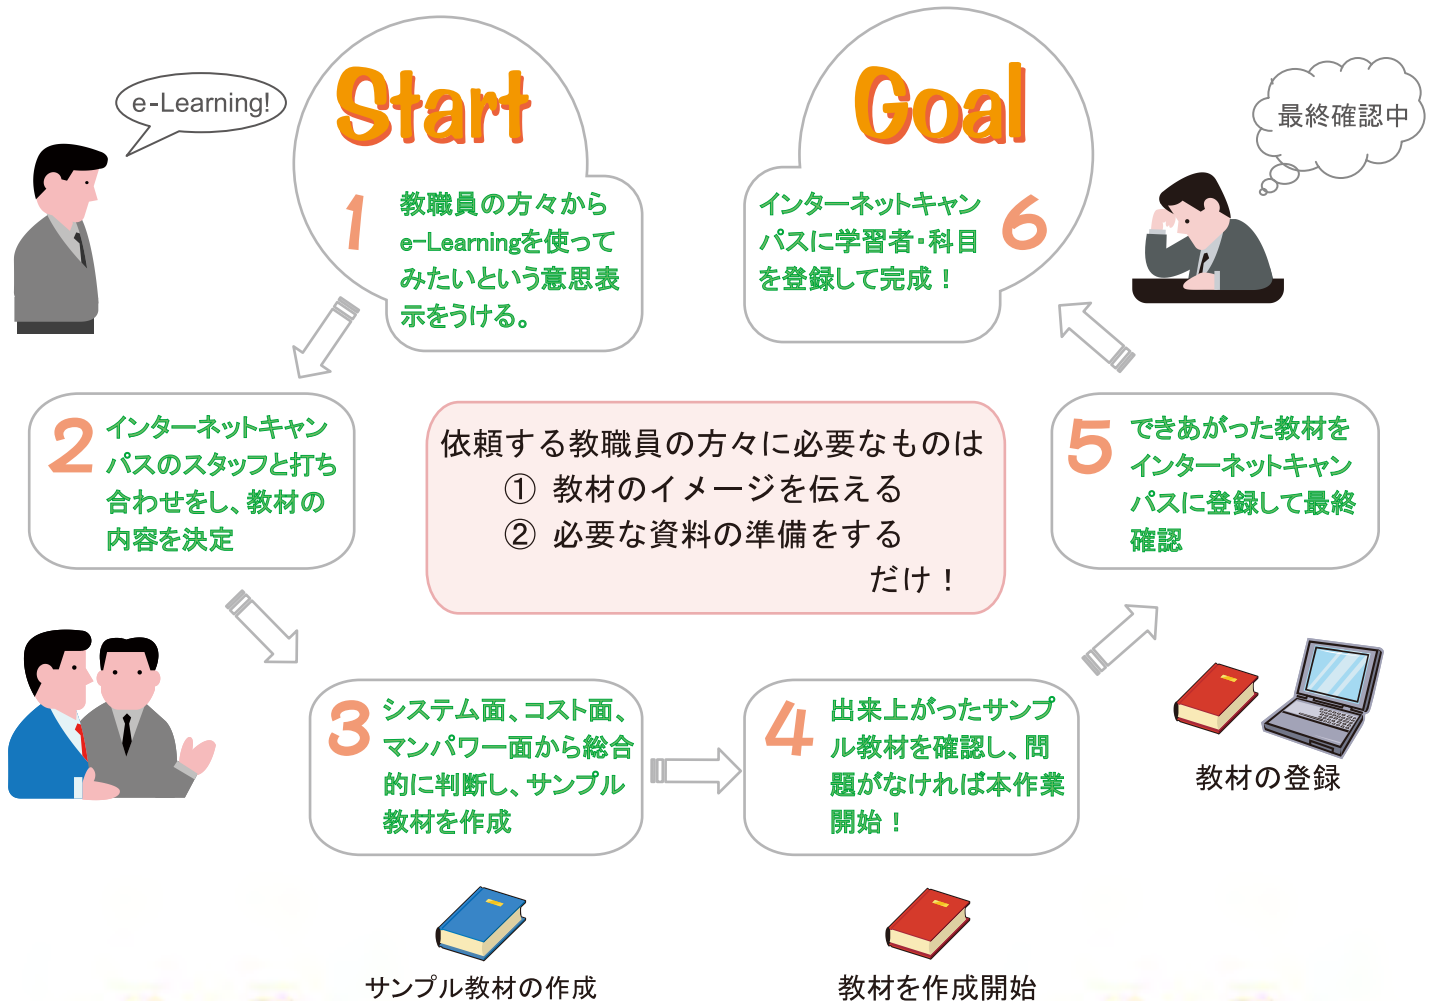 e-Learning!
Start
1
教職員の方々から
e-Learningを使って
みたいという意思表
示をうける。
2
インターネットキャン
パスのスタッフと打ち
合わせをし、教材の
内容を決定
3
システム面、コスト面、
マンパワー面から総合
的に判断し、サンプル
教材を作成
サンプル教材の作成
4
出来上がったサンプ
ル教材を確認し、問
題がなければ本作業
開始！
教材を作成開始
5
できあがった教材を
インターネットキャン
パスに登録して最終
確認
教材の登録
Goal
6
インターネットキャン
パスに学習者・科目
を登録して完成！
最終確認中
依頼する教職員の方々に必要なものは
① 教材のイメージを伝える
② 必要な資料の準備をする
だけ！